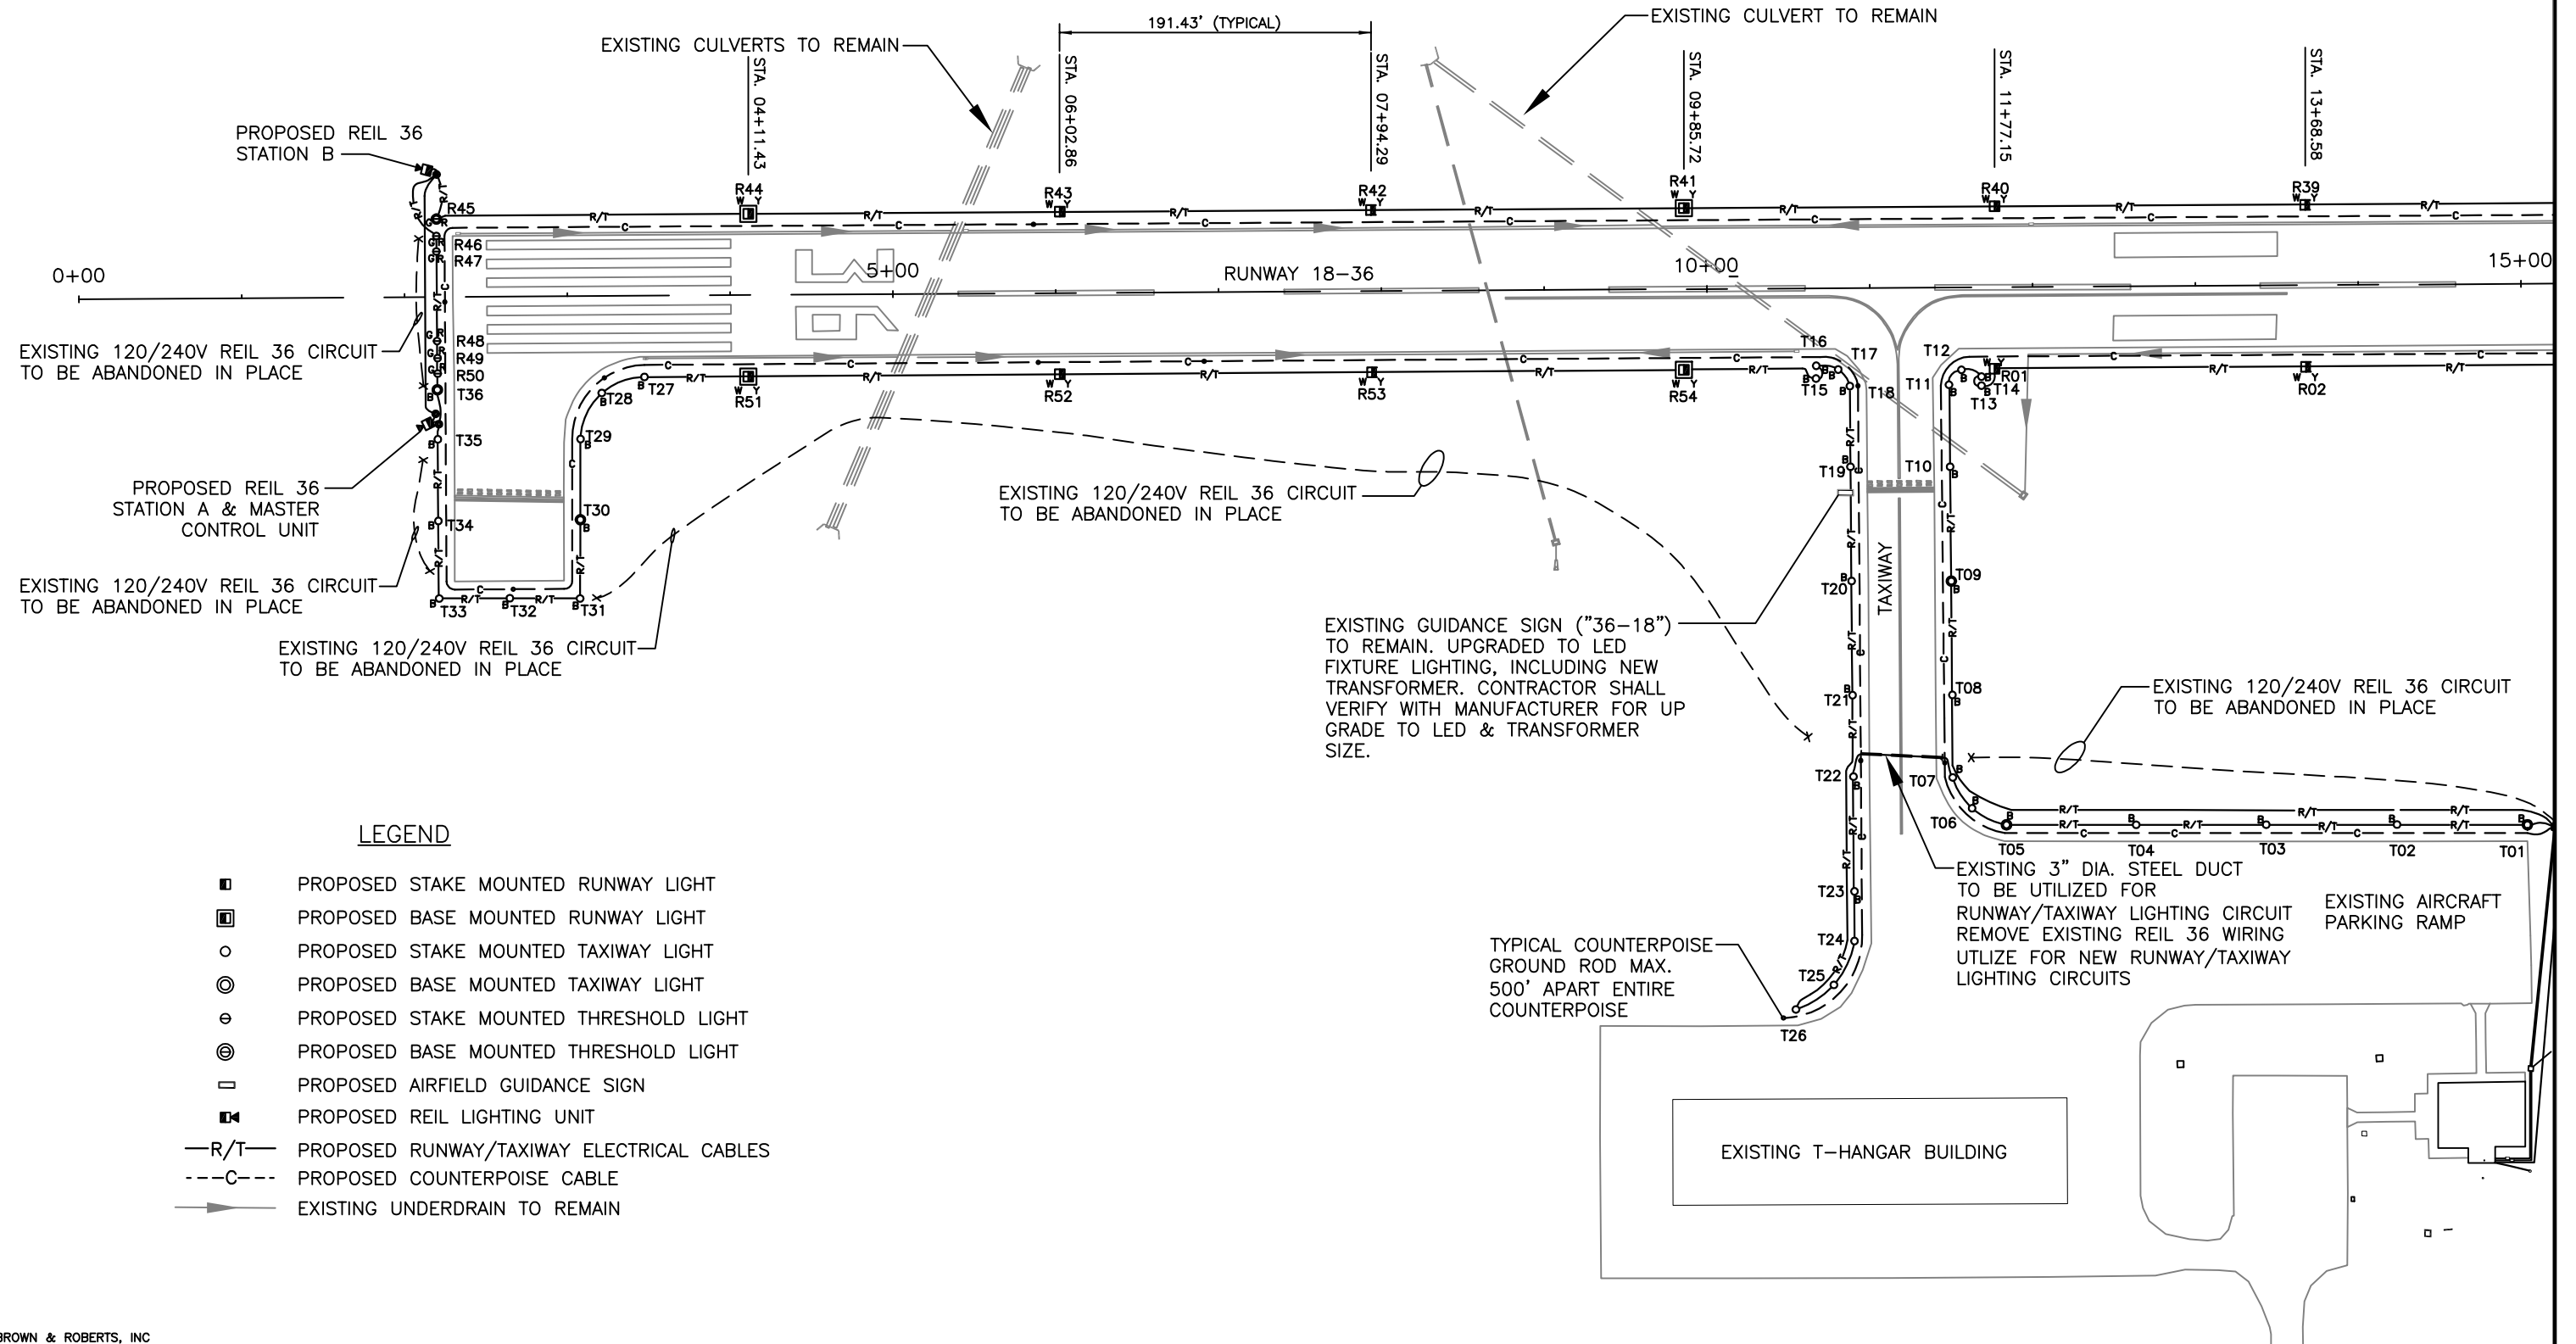 191.43' (TYPICAL)
EXISTING CULVERTS TO REMAIN
EXISTING CULVERT TO REMAIN
STA. 04+11.43
STA. 06+02.86
STA. 07+94.29
STA. 09+85.72
STA. 11+77.15
STA. 13+68.58
PROPOSED REIL 36
STATION B
R44
W Y
R43
W Y
R42
W Y
R41
W Y
R40
W Y
R39
W Y
R/T
R/T
R45
G R
R/T
R/T
R/T
R/T
R/T
R/T
R/T
C
C
C
C
C
C
R46
G R
R47
G R
C
R/T
0+00
5+00
RUNWAY 18-36
10+00
15+00
36
EXISTING 120/240V REIL 36 CIRCUIT
TO BE ABANDONED IN PLACE
R48
G R
R49
G R
R50
G R
T36
B
T35
B
T34
B
T33
B
R/T
R/T
R/T
T32
B
R/T
T31
B
C
T30
B
R/T
C
T29
B
T28
B
T27
B
R/T
C
R51
W Y
R/T
C
R52
W Y
C
R/T
R53
W Y
C
R/T
R54
W Y
C
R/T
T16
T15
B
B
T17
T18
T12
T11
B
B
T13
T14
B
W Y
R01
C
R/T
R02
W Y
R/T
C
PROPOSED REIL 36
STATION A & MASTER
CONTROL UNIT
EXISTING 120/240V REIL 36 CIRCUIT
TO BE ABANDONED IN PLACE
EXISTING 120/240V REIL 36 CIRCUIT
TO BE ABANDONED IN PLACE
EXISTING 120/240V REIL 36 CIRCUIT
TO BE ABANDONED IN PLACE
R/T
T19
B
C
R/T
T20
B
C
T21
B
R/T
T22
B
R/T
R/T
C
T23
B
T24
R/T
T25
T26
TAXIWAY
T10
B
C
R/T
T09
B
R/T
C
T08
B
T07
B
T06
B
T05
B
T04
B
T03
B
T02
B
T01
B
R/T
R/T
R/T
R/T
R/T
R/T
R/T
C
C
C
C
EXISTING GUIDANCE SIGN ("36-18")
TO REMAIN. UPGRADED TO LED
FIXTURE LIGHTING, INCLUDING NEW
TRANSFORMER. CONTRACTOR SHALL
VERIFY WITH MANUFACTURER FOR UP
GRADE TO LED & TRANSFORMER
SIZE.
EXISTING 120/240V REIL 36 CIRCUIT
TO BE ABANDONED IN PLACE
EXISTING 3" DIA. STEEL DUCT
TO BE UTILIZED FOR
RUNWAY/TAXIWAY LIGHTING CIRCUIT
REMOVE EXISTING REIL 36 WIRING
UTLIZE FOR NEW RUNWAY/TAXIWAY
LIGHTING CIRCUITS
EXISTING AIRCRAFT
PARKING RAMP
TYPICAL COUNTERPOISE
GROUND ROD MAX.
500' APART ENTIRE
COUNTERPOISE
EXISTING T-HANGAR BUILDING
LEGEND
PROPOSED STAKE MOUNTED RUNWAY LIGHT
PROPOSED BASE MOUNTED RUNWAY LIGHT
PROPOSED STAKE MOUNTED TAXIWAY LIGHT
PROPOSED BASE MOUNTED TAXIWAY LIGHT
PROPOSED STAKE MOUNTED THRESHOLD LIGHT
PROPOSED BASE MOUNTED THRESHOLD LIGHT
PROPOSED AIRFIELD GUIDANCE SIGN
PROPOSED REIL LIGHTING UNIT
R/T PROPOSED RUNWAY/TAXIWAY ELECTRICAL CABLES
C PROPOSED COUNTERPOISE CABLE
EXISTING UNDERDRAIN TO REMAIN
BROWN & ROBERTS, INC